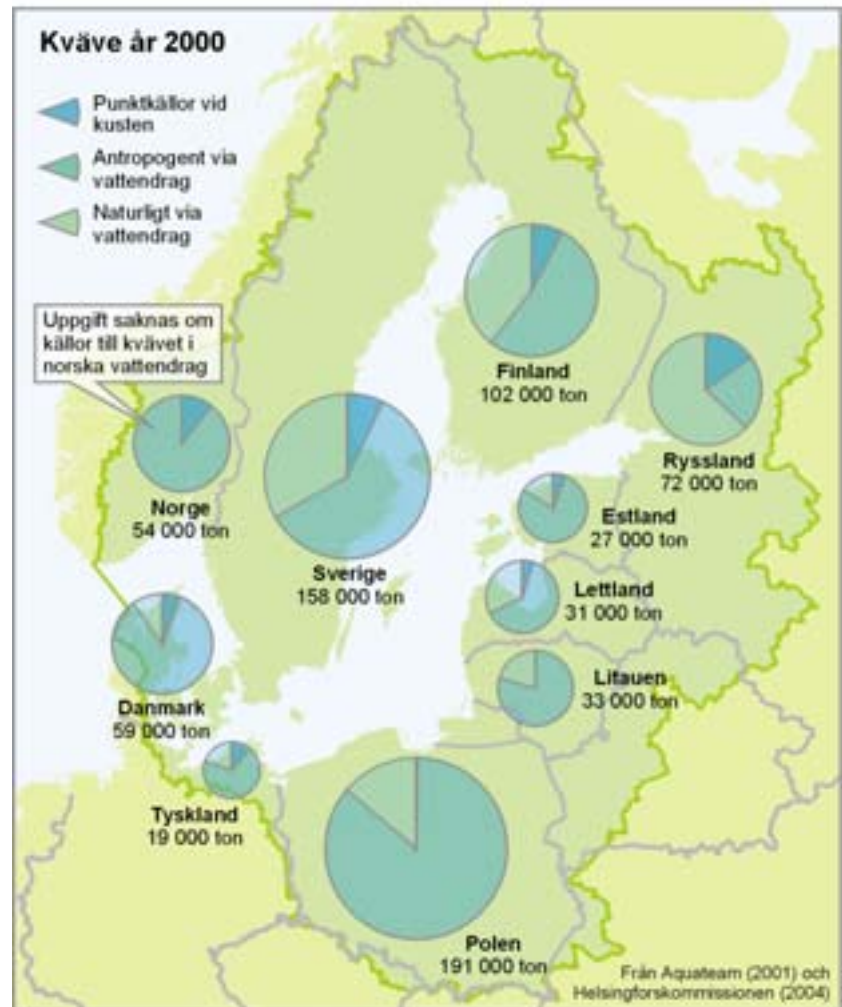 Kväve år 2000
Punktkällor vid
kusten
Antropogent via
vattendrag
Naturligt via
vattendrag
Uppgift saknas om
källor till kvävet i
norska vattendrag
Finland
102 000 ton
Ryssland
72 000 ton
Norge
54 000 ton
Sverige
158 000 ton
Estland
27 000 ton
Lettland
31 000 ton
Litauen
33 000 ton
Danmark
59 000 ton
Tyskland
19 000 ton
Polen
191 000 ton
Från Aquateam (2001) och
Helsingforskommissionen (2004)